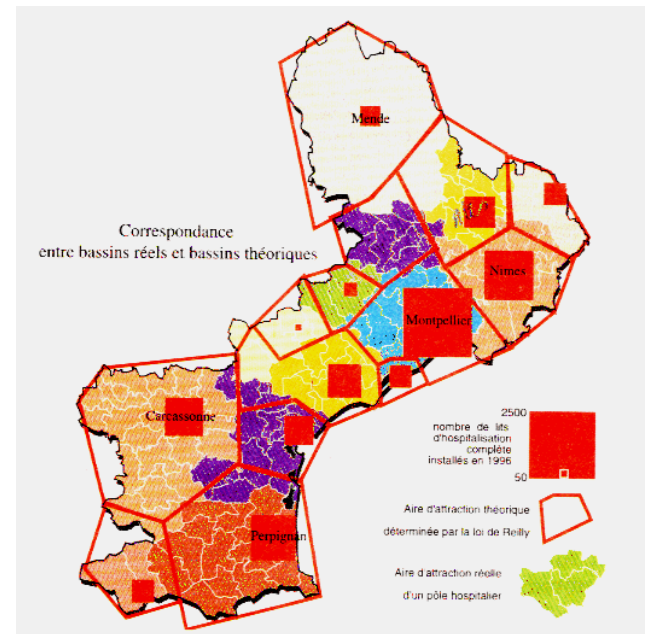 Mende
Correspondance
entre bassins réels et bassins théoriques
Nimes
Montpellier
Carcassonne
Perpignan
2500
nombre de lits
d'hospitalisation
complète
installés en 1996
50
Aire d'attraction théorique
déterminée par la loi de Reilly
Aire d'attraction réelle
d'un pôle hospitalier